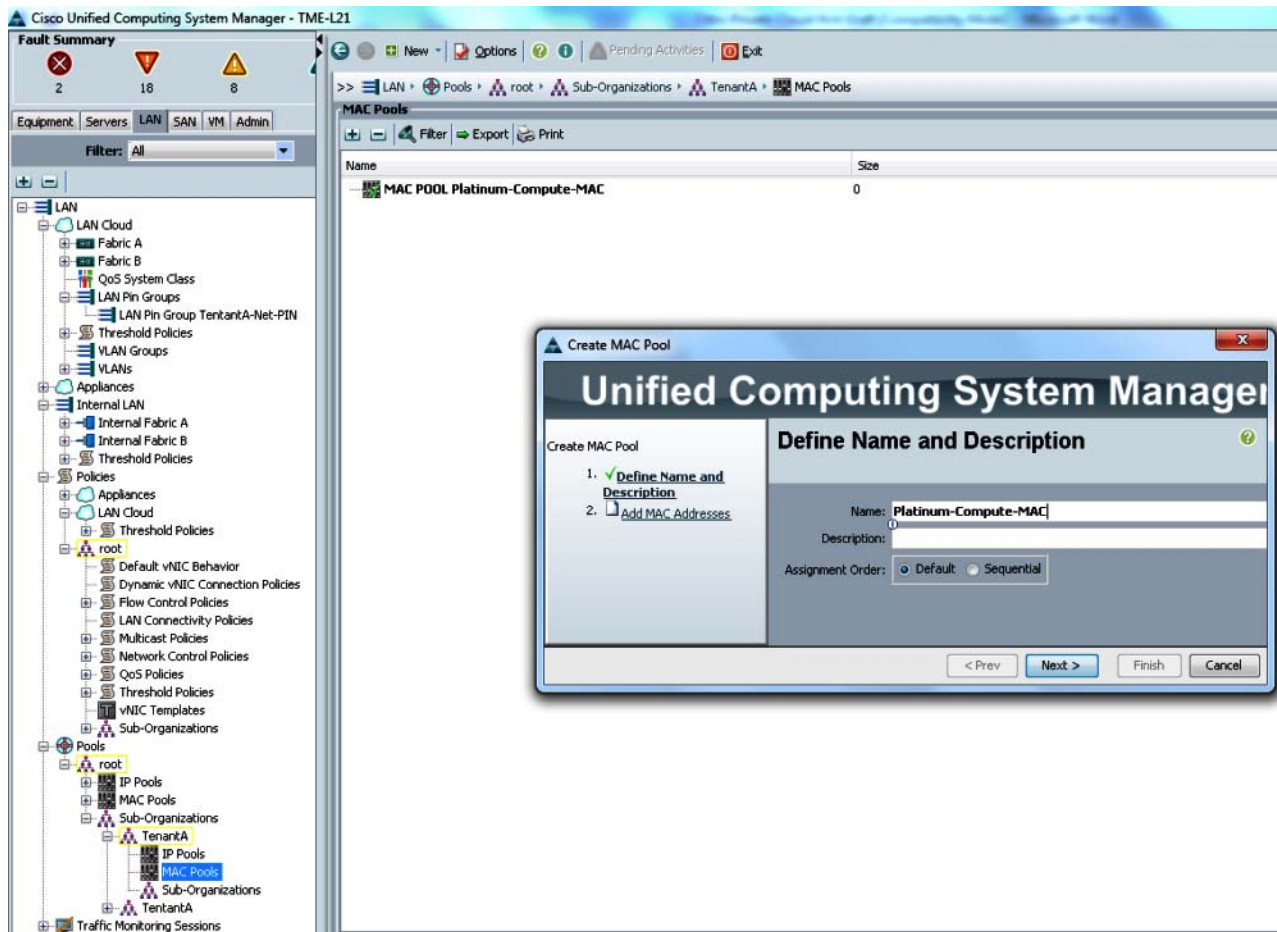 Cisco Unified Computing System Manager - TME-L21
Fault Summary
2 18 8
Equipment Servers LAN SAN VM Admin
Filter: All
LAN
LAN Cloud
Fabric A
Fabric B
QoS System Class
LAN Pin Groups
LAN Pin Group TentantA-Net-PIN
Threshold Policies
VLAN Groups
VLANs
Appliances
Internal LAN
Internal Fabric A
Internal Fabric B
Threshold Policies
Policies
Appliances
LAN Cloud
Threshold Policies
root
Default vNIC Behavior
Dynamic vNIC Connection Policies
Flow Control Policies
LAN Connectivity Policies
Multicast Policies
Network Control Policies
QoS Policies
Threshold Policies
vNIC Templates
Sub-Organizations
Pools
root
IP Pools
MAC Pools
Sub-Organizations
TenantA
IP Pools
MAC Pools
Sub-Organizations
TentantA
Traffic Monitoring Sessions
New Options Pending Activities Exit
>> LAN Pools root Sub-Organizations TenantA MAC Pools
MAC Pools
Filter Export Print
Name Size
MAC POOL Platinum-Compute-MAC 0
Create MAC Pool
Unified Computing System Manager
Create MAC Pool
1. Define Name and
Description
2. Add MAC Addresses
Define Name and Description
Name: Platinum-Compute-MAC
Description:
Assignment Order: Default Sequential
< Prev Next > Finish Cancel